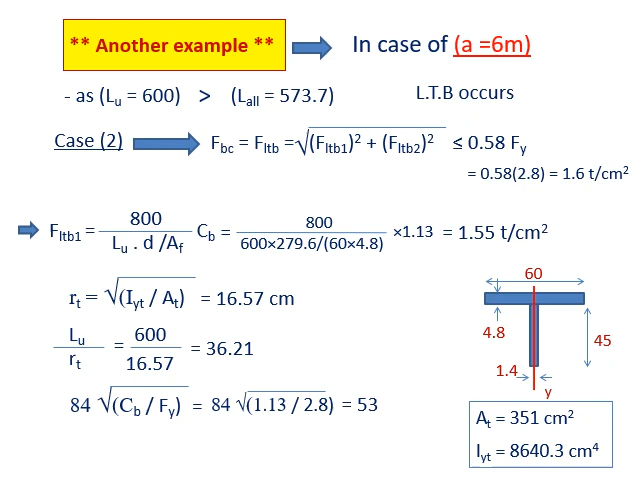 ** Another example **
In case of (a =6m)
- as (Lu = 600) > (Lall = 573.7) L.T.B occurs
Case (2) Fbc = Fltb =√(Fltb1)2 + (Fltb2)2 ≤ 0.58 Fy
= 0.58(2.8) = 1.6 t/cm2
Fltb1 = 800 / Lu . d /Af Cb = 800 / 600×279.6/(60×4.8) ×1.13 = 1.55 t/cm2
rt = √(Iyt / At) = 16.57 cm
Lu / rt = 600 / 16.57 = 36.21
84 √(Cb / Fy) = 84 √(1.13 / 2.8) = 53
60
4.8
45
1.4
y
At = 351 cm2
Iyt = 8640.3 cm4